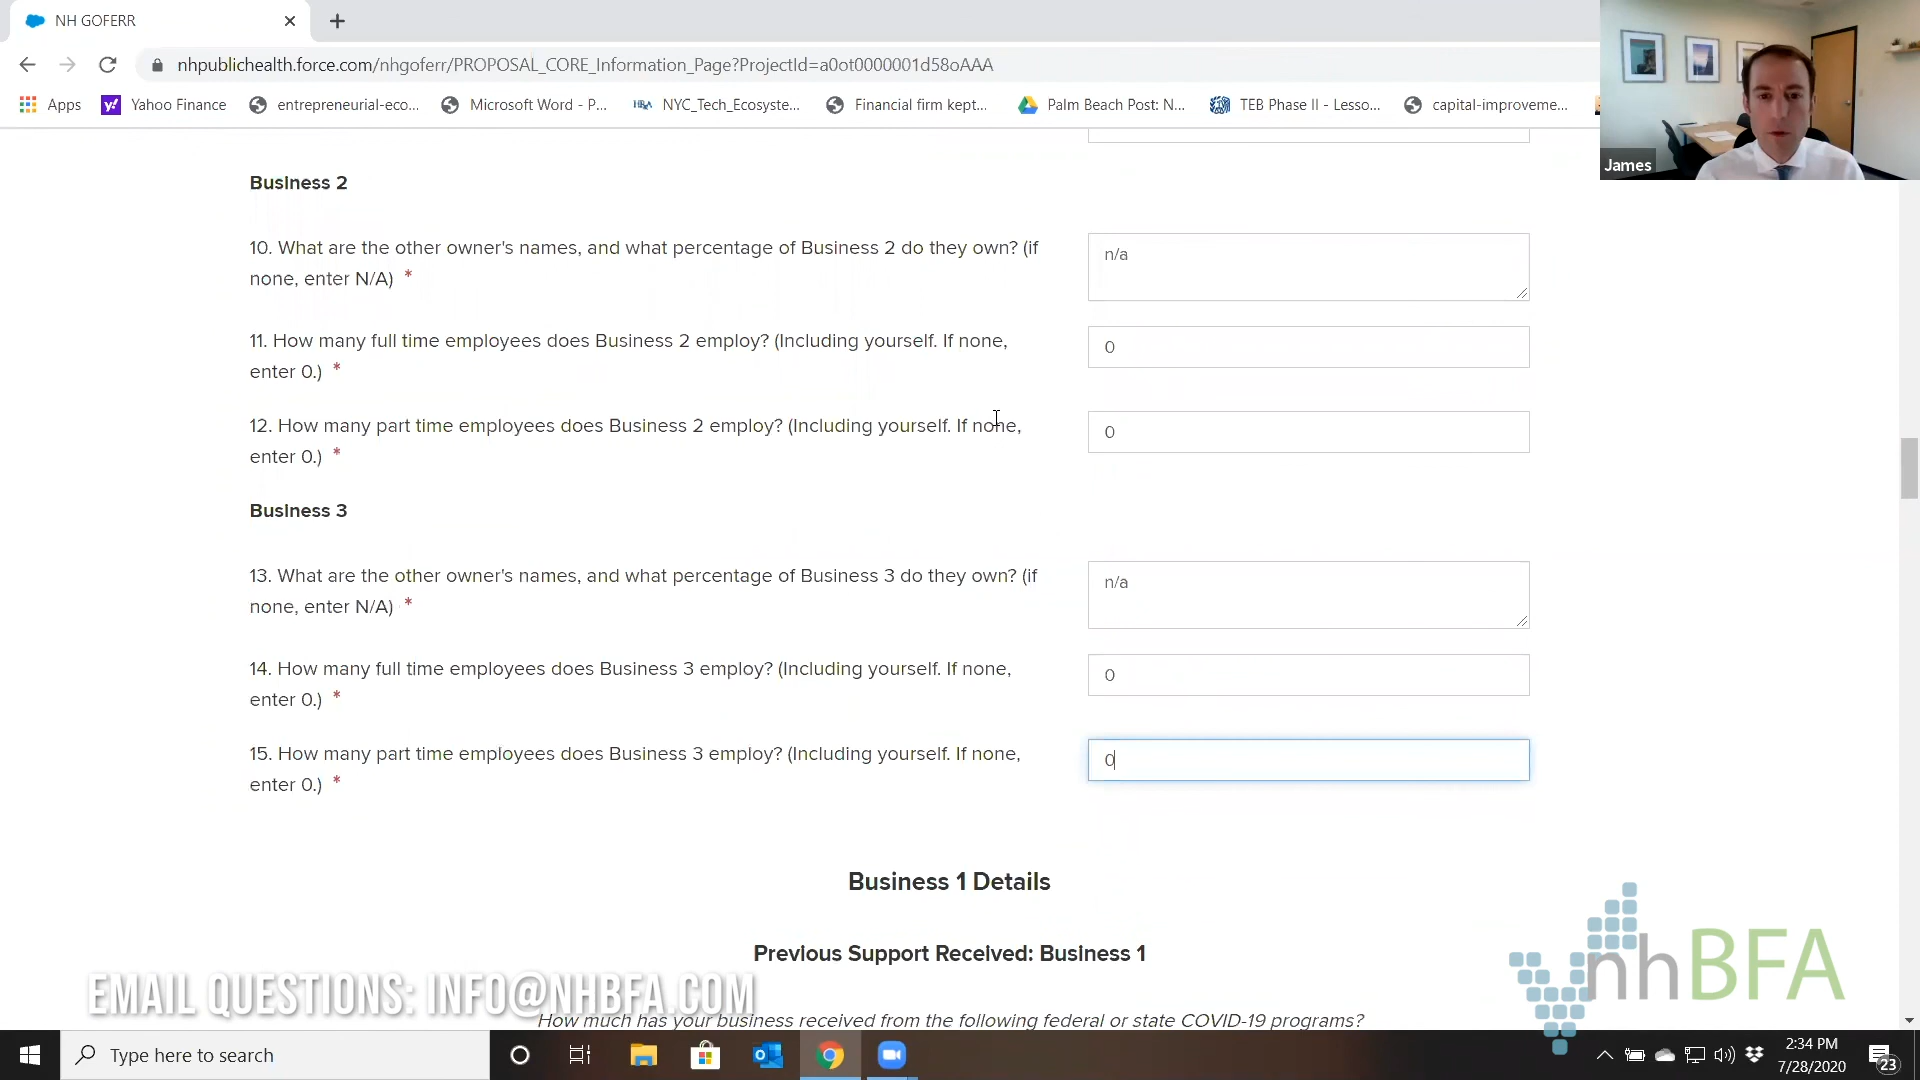 NH GOFERR
nhpublichealth.force.com/nhgoferr/PROPOSAL_CORE_Information_Page?ProjectId=a0ot0000001d58oAAA
Apps Yahoo Finance entrepreneurial-eco... Microsoft Word - P... NYC_Tech_Ecosyste... Financial firm kept... Palm Beach Post: N... TEB Phase II - Lesso... capital-improveme...
James
Business 2
10. What are the other owner's names, and what percentage of Business 2 do they own? (if
none, enter N/A) *
n/a
11. How many full time employees does Business 2 employ? (Including yourself. If none,
enter 0.) *
0
12. How many part time employees does Business 2 employ? (Including yourself. If none,
enter 0.) *
0
Business 3
13. What are the other owner's names, and what percentage of Business 3 do they own? (if
none, enter N/A) *
n/a
14. How many full time employees does Business 3 employ? (Including yourself. If none,
enter 0.) *
0
15. How many part time employees does Business 3 employ? (Including yourself. If none,
enter 0.) *
0
Business 1 Details
Previous Support Received: Business 1
How much has your business received from the following federal or state COVID-19 programs?
EMAIL QUESTIONS: INFO@NHBFA.COM
nhBFA
Type here to search
2:34 PM
7/28/2020
23